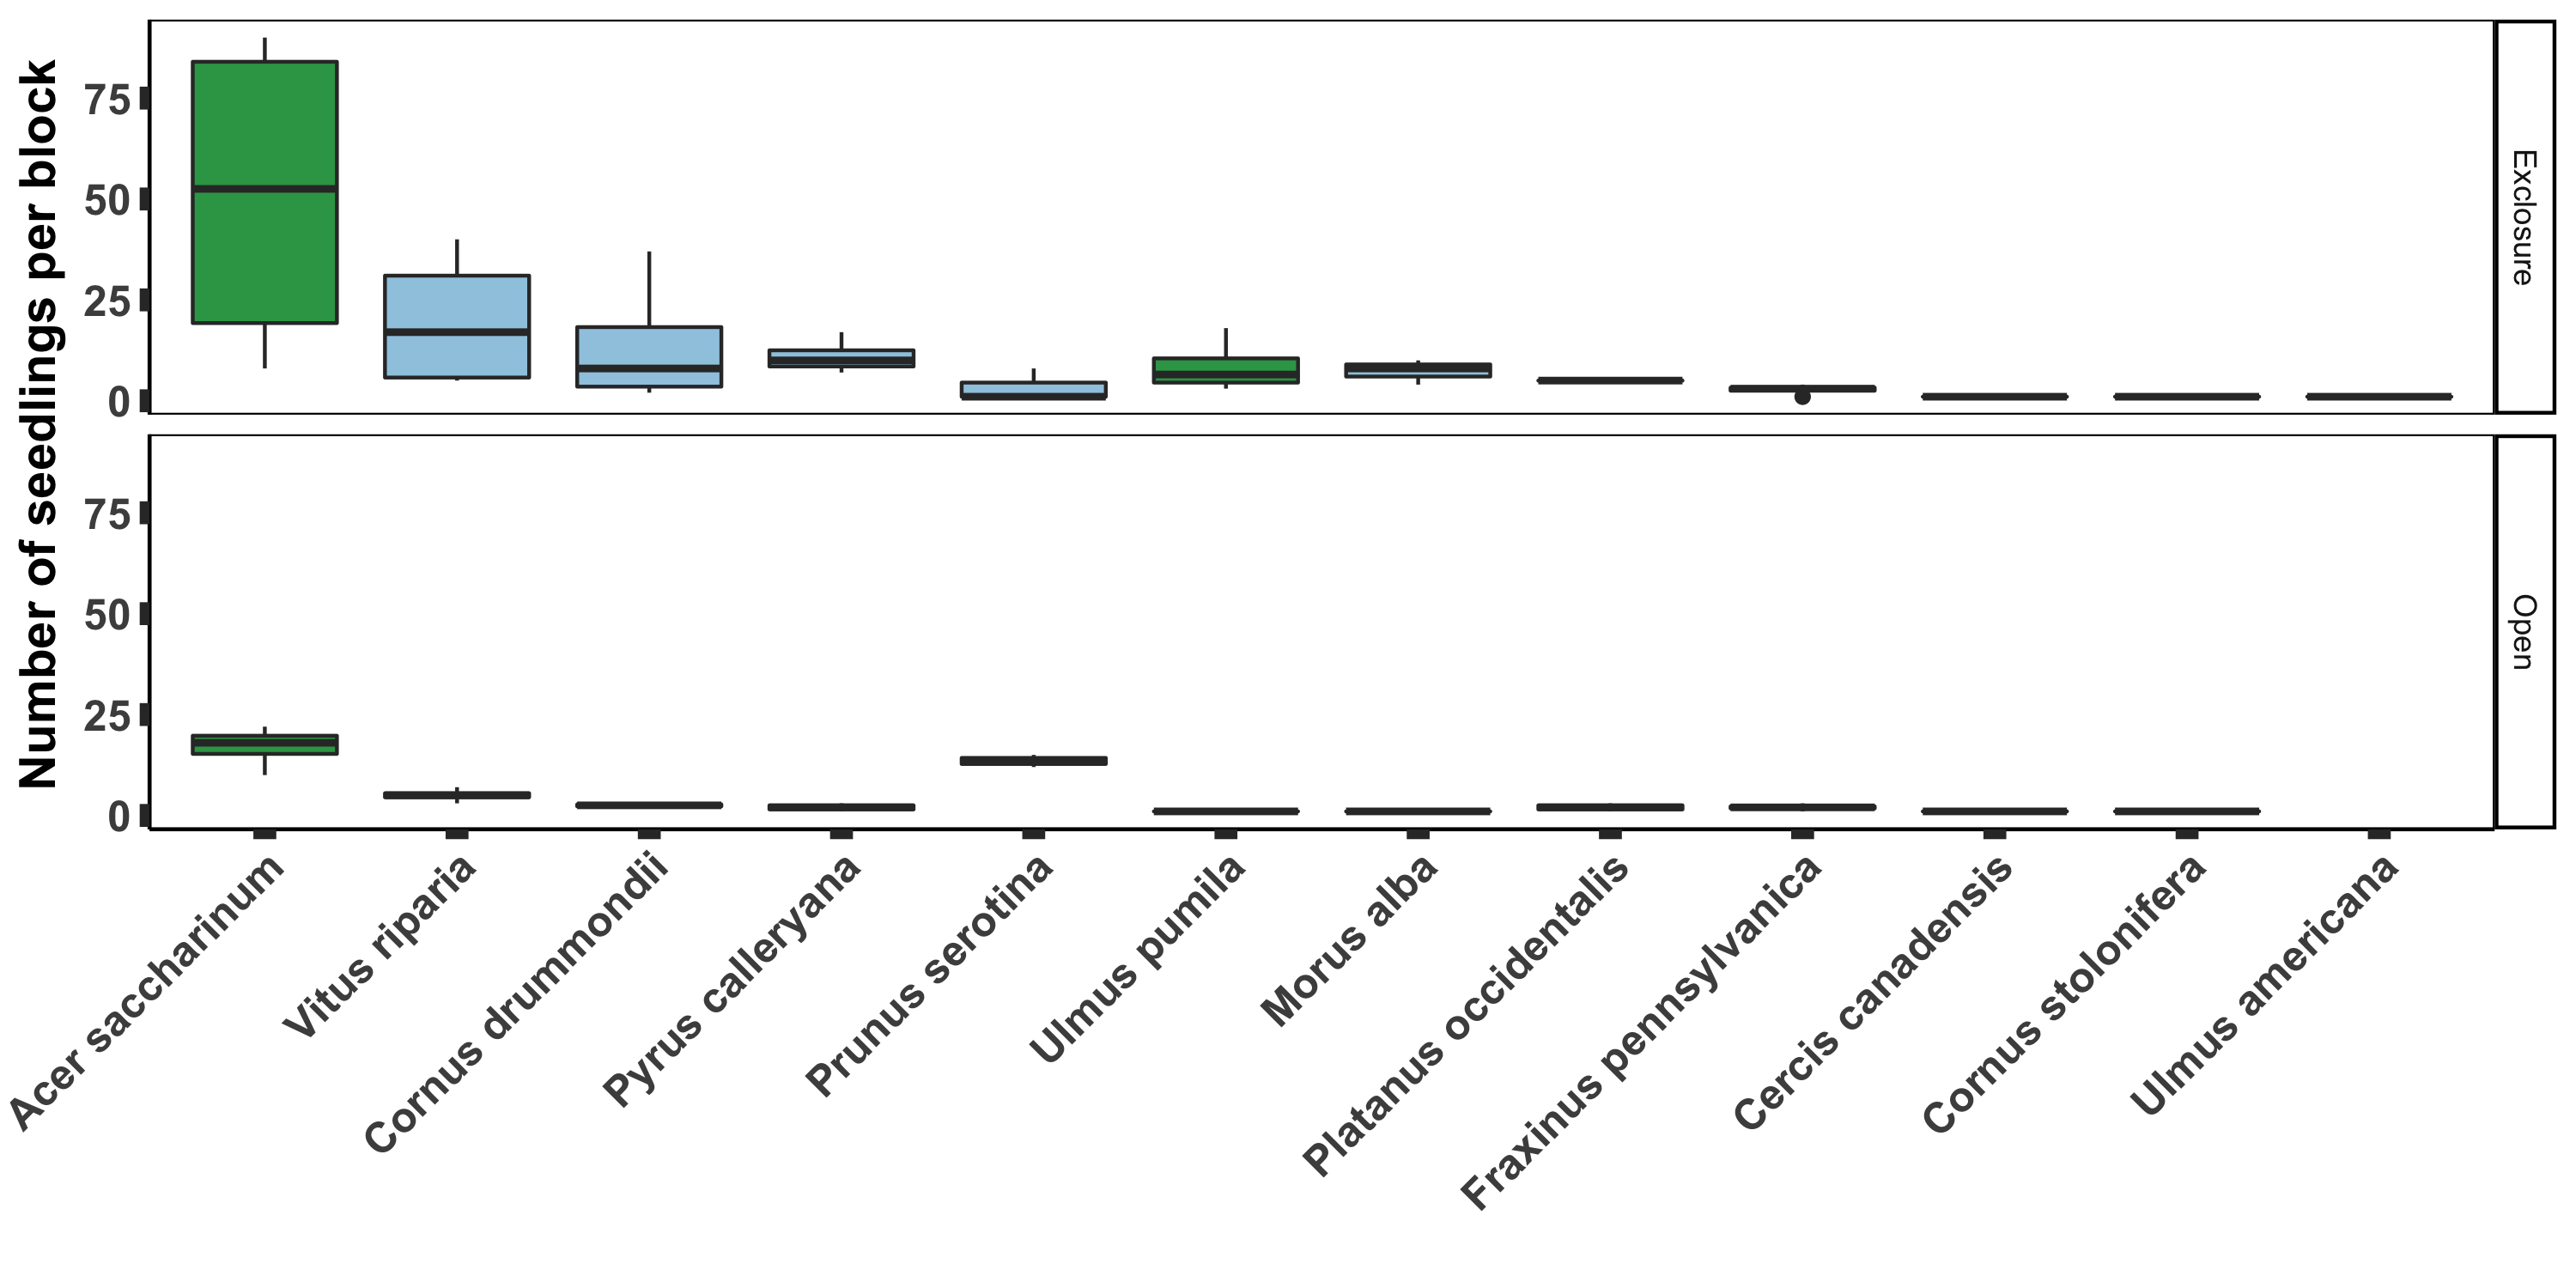 Number of seedlings per block
75
50
25
0
Exclosure
75
50
25
0
Open
Acer saccharinum
Vitus riparia
Cornus drummondii
Pyrus calleryana
Prunus serotina
Ulmus pumila
Morus alba
Platanus occidentalis
Fraxinus pennsylvanica
Cercis canadensis
Cornus stolonifera
Ulmus americana